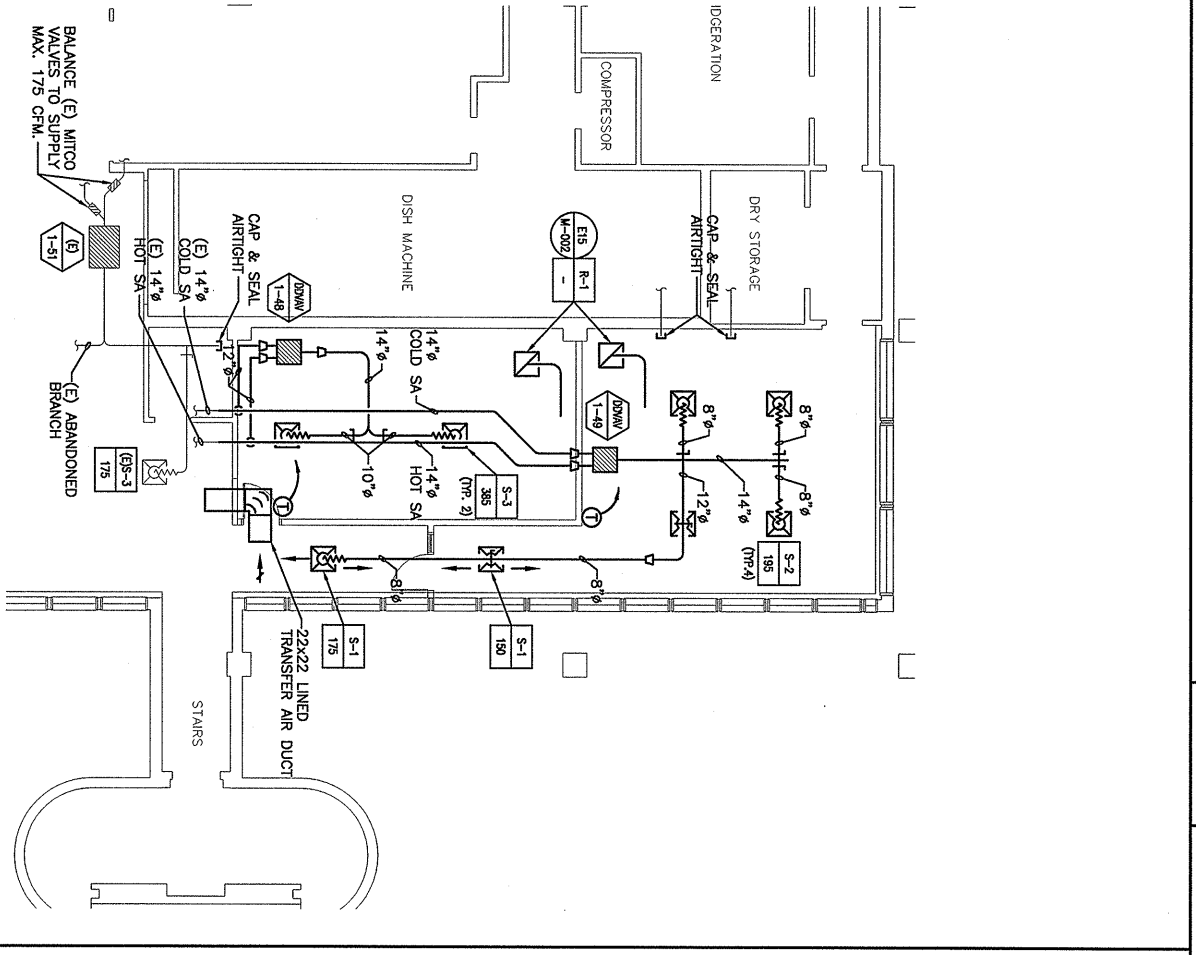 IDGERATION
COMPRESSOR
DRY STORAGE
CAP & SEAL
AIRTIGHT
DISH MACHINE
E15
M-002
R-1
-
BALANCE (E) MITCO
VALVES TO SUPPLY
MAX. 175 CFM.
(E)
1-51
CAP & SEAL
AIRTIGHT
(E) 14"ø
COLD SA
(E) 14"ø
HOT SA
DDVAV
1-48
12"ø
14"ø
14"ø
COLD SA
DDVAV
1-49
8"ø
8"ø
8"ø
12"ø
14"ø
10"ø
14"ø
HOT SA
S-3
385
(TYP. 2)
S-2
195
(TYP.4)
T
T
(E) ABANDONED
BRANCH
(E)S-3
175
8"ø
8"ø
S-1
175
S-1
150
22x22 LINED
TRANSFER AIR DUCT
STAIRS